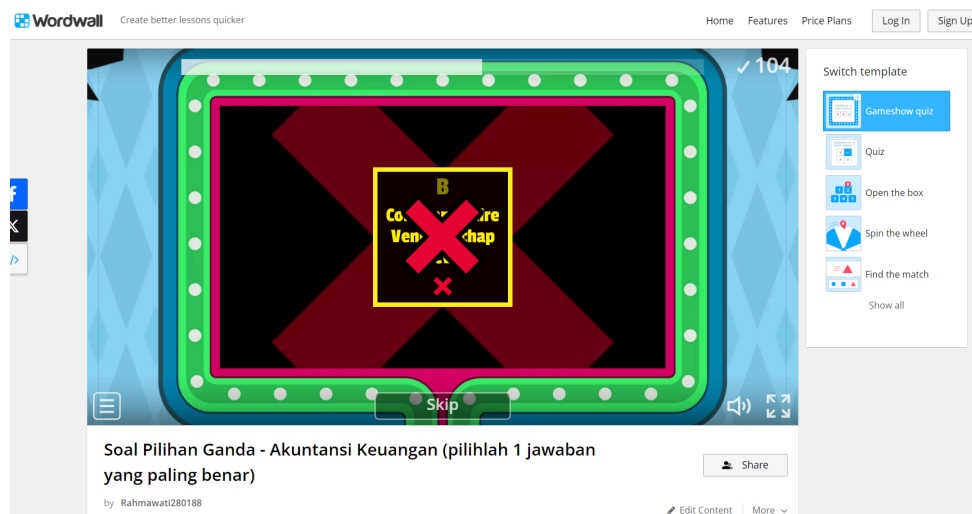 Wordwall
Create better lessons quicker
Home Features Price Plans Log In Sign Up
104
B
Skip
Switch template
Gameshow quiz
Quiz
Open the box
Spin the wheel
Find the match
Show all
Soal Pilihan Ganda - Akuntansi Keuangan (pilihlah 1 jawaban
yang paling benar)
Share
by Rahmawati280188
Edit Content More